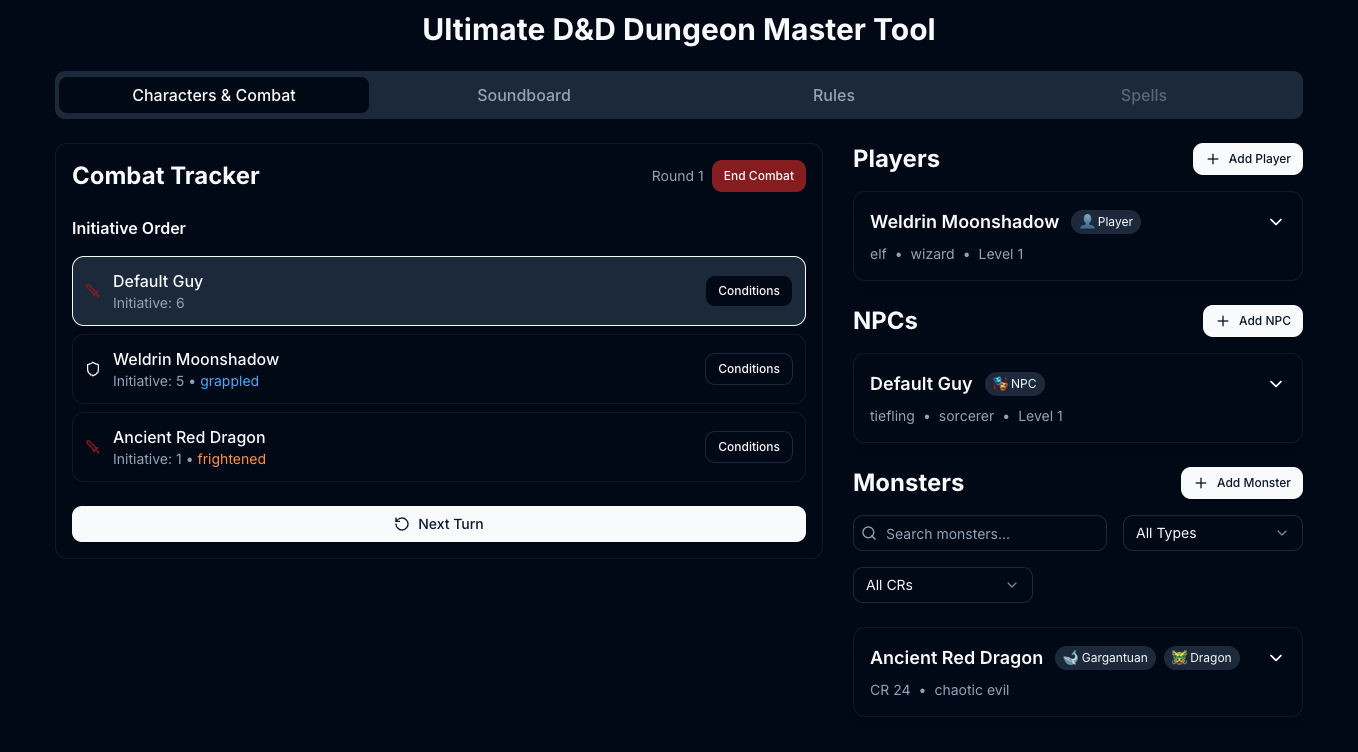 Ultimate D&D Dungeon Master Tool
Characters & Combat
Soundboard
Rules
Spells
Combat Tracker
Round 1
End Combat
Initiative Order
Default Guy
Initiative: 6
Conditions
Weldrin Moonshadow
Initiative: 5 • grappled
Conditions
Ancient Red Dragon
Initiative: 1 • frightened
Conditions
Next Turn
Players
Add Player
Weldrin Moonshadow
Player
elf • wizard • Level 1
NPCs
Add NPC
Default Guy
NPC
tiefling • sorcerer • Level 1
Monsters
Add Monster
Search monsters...
All Types
All CRs
Ancient Red Dragon
Gargantuan
Dragon
CR 24 • chaotic evil